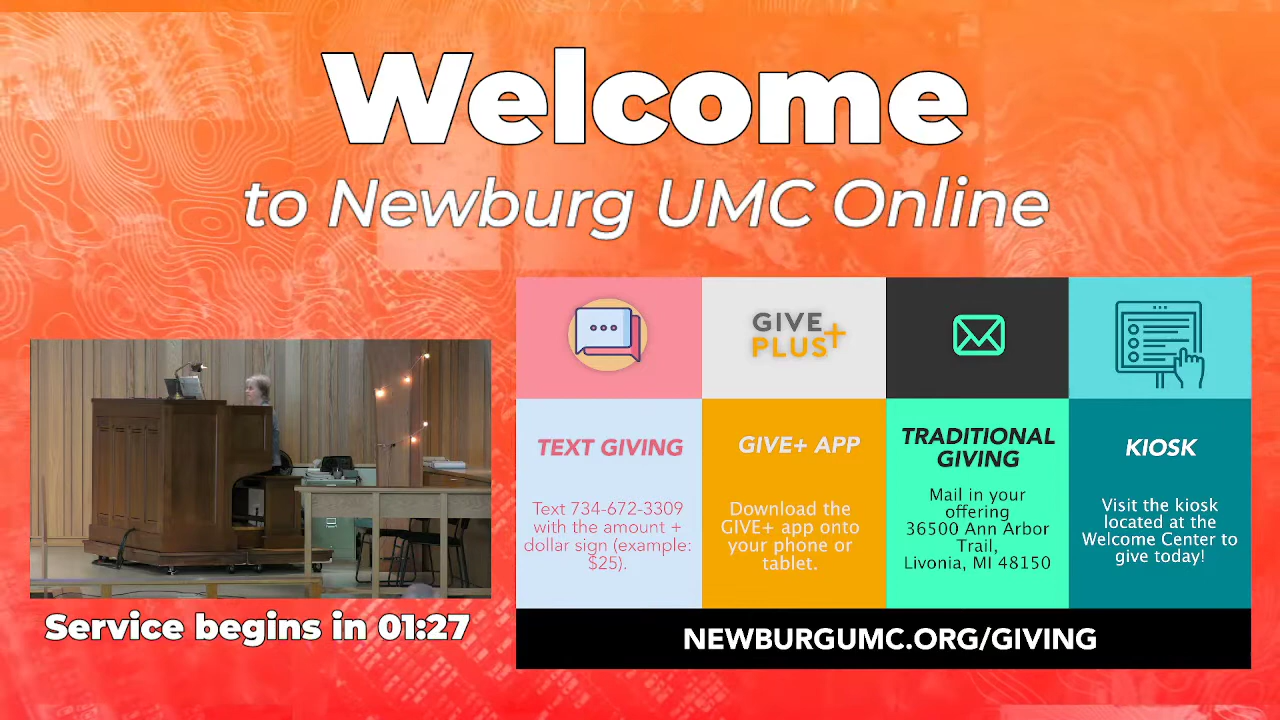 Welcome
to Newburg UMC Online
GIVE
PLUS+
TEXT GIVING
Text 734-672-3309
with the amount +
dollar sign (example:
$25).
GIVE+ APP
Download the
GIVE+ app onto
your phone or
tablet.
TRADITIONAL
GIVING
Mail in your
offering
36500 Ann Arbor
Trail,
Livonia, MI 48150
KIOSK
Visit the kiosk
located at the
Welcome Center to
give today!
Service begins in 01:27
NEWBURGUMC.ORG/GIVING